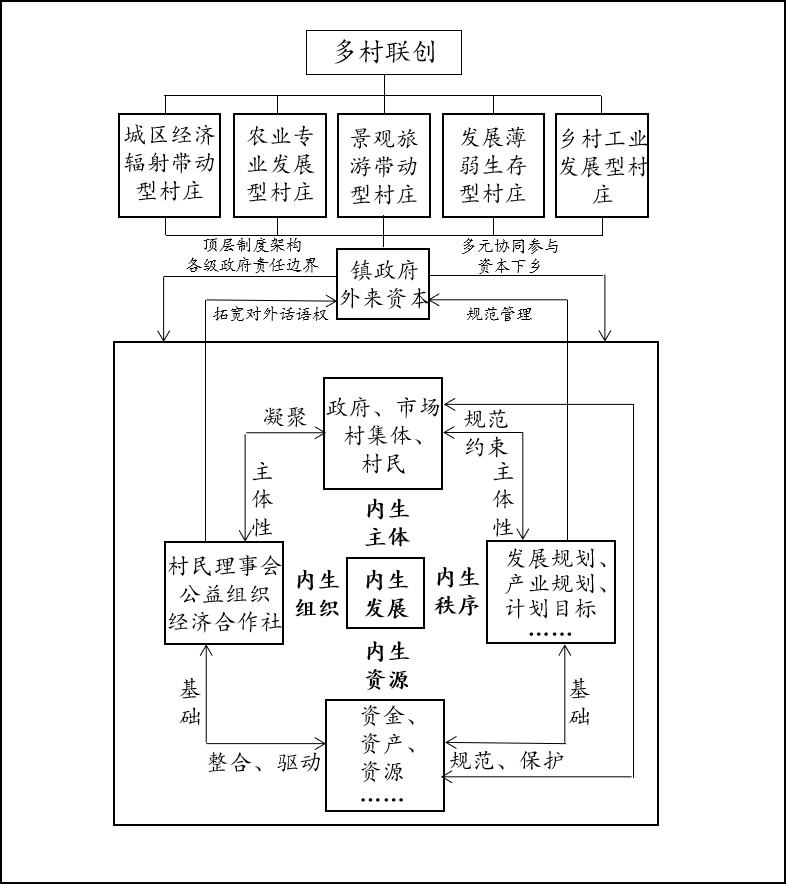 多村联创
城区经济
辐射带动
型村庄
农业专
业发展
型村庄
景观旅
游带动
型村庄
发展薄
弱生存
型村庄
乡村工业
发展型村
庄
顶层制度架构
各级政府责任边界
镇政府
外来资本
多元协同参与
资本下乡
拓宽对外话语权
规范管理
政府、市场
村集体、
村民
凝聚
主
体
性
规范
约束
主
体
性
内生
主体
村民理事会
公益组织
经济合作社
内生
组织
内生
发展
内生
秩序
发展规划、
产业规划、
计划目标
……
内生
资源
基
础
整合、驱动
资金、
资产、
资源
……
基
础
规范、保护